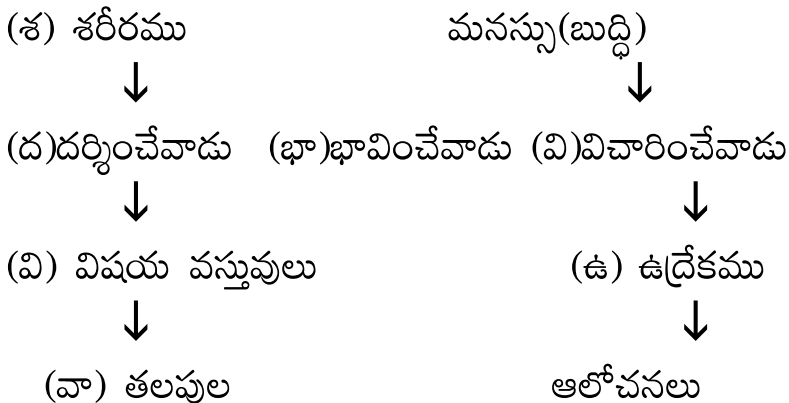 (శ) శరీరము మనస్సు(బుద్ధి)
(ద)దర్శించేవాడు (భా)భావించేవాడు (వి)విచారించేవాడు
(వి) విషయ వస్తువులు (ఉ) ఉద్రేకము
(వా) తలపుల ఆలోచనలు